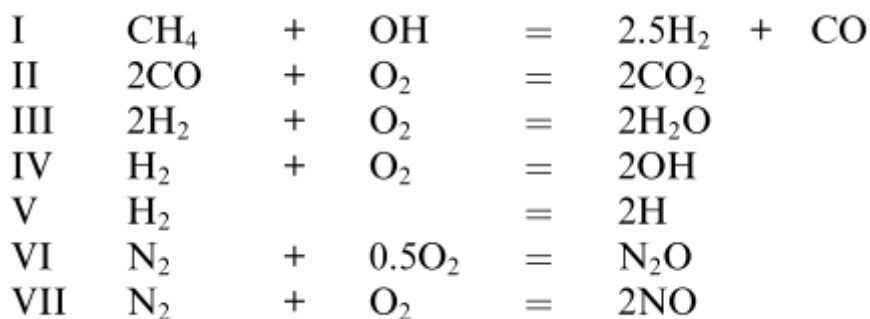 I CH₄ + OH = 2.5H₂ + CO
II 2CO + O₂ = 2CO₂
III 2H₂ + O₂ = 2H₂O
IV H₂ + O₂ = 2OH
V H₂ = 2H
VI N₂ + 0.5O₂ = N₂O
VII N₂ + O₂ = 2NO